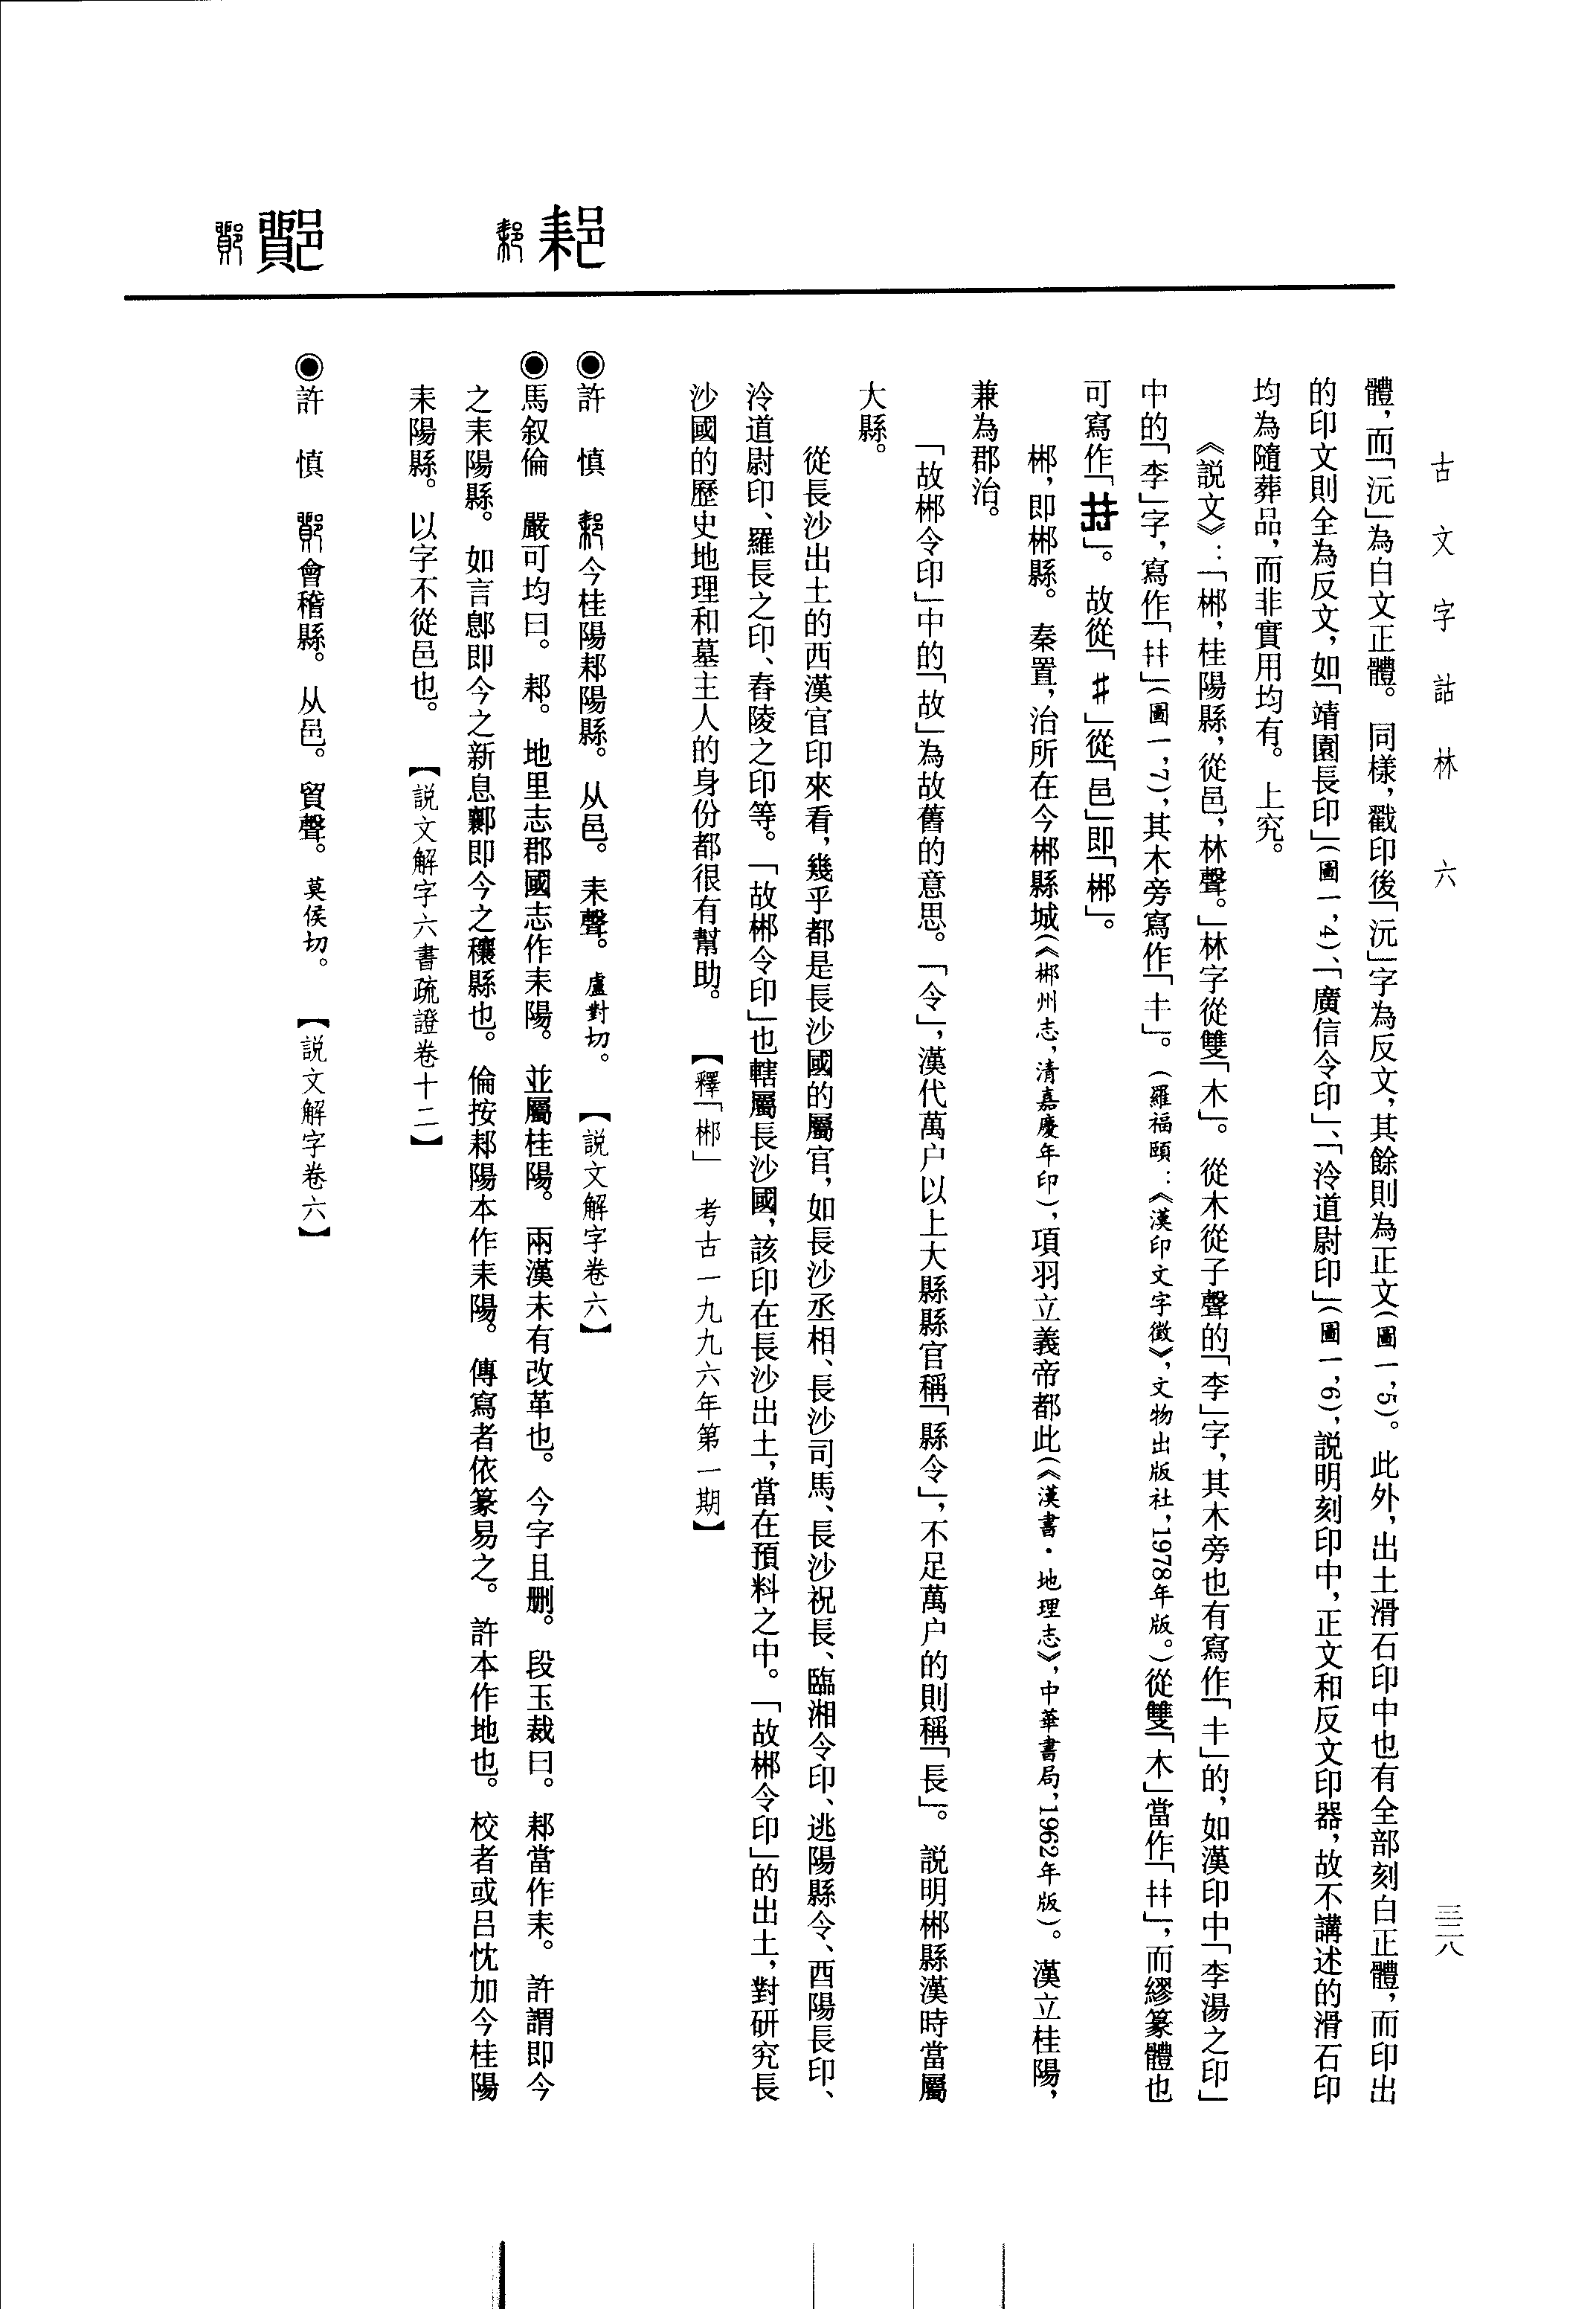 古文字詁林　六
三三八
體，而「沅」為白文正體。同樣，戳印後「沅」字為反文，其餘則為正文（圖一，5）。此外，出土滑石印中也有全部刻白正體，而印出
的印文則全為反文，如「靖園長印」（圖一，4）、「廣信令印」、「泠道尉印」（圖一，6），説明刻印中，正文和反文印器，故不講述的滑石印
均為隨葬品，而非實用均有。上究。
《説文》：「郴，桂陽縣，從邑，林聲。」林字從雙「木」。從木從子聲的「李」字，其木旁也有寫作「」的，如漢印中「李湯之印」
中的「李」字，寫作「」（圖一，7），其木旁寫作「」。（羅福頤：《漢印文字徵》，文物出版社，1978年版。）從雙「木」當作「」，而繆篆體也
可寫作「」。故從「」從「邑」即「郴」。
郴，即郴縣。秦置，治所在今郴縣城（《郴州志，清嘉慶年印），項羽立義帝都此（《漢書·地理志》，中華書局，1962年版）。漢立桂陽，
兼為郡治。
「故郴令印」中的「故」為故舊的意思。「令」，漢代萬户以上大縣縣官稱「縣令」，不足萬户的則稱「長」。説明郴縣漢時當屬
大縣。
從長沙出土的西漢官印來看，幾乎都是長沙國的屬官，如長沙丞相、長沙司馬、長沙祝長、臨湘令印、逃陽縣令、酉陽長印、
泠道尉印、羅長之印、舂陵之印等。「故郴令印」也轄屬長沙國，該印在長沙出土，當在預料之中。「故郴令印」的出土，對研究長
沙國的歷史地理和墓主人的身份都很有幫助。【釋「郴」　考古一九九六年第一期】
䣂
◉許　慎　今桂陽䣂陽縣。从邑。耒聲。盧對切。【説文解字卷六】
◉馬叙倫　嚴可均曰。䣂。地里志郡國志作耒陽。並屬桂陽。兩漢未有改革也。今字且删。段玉裁曰。䣂當作耒。許謂即今
之耒陽縣。如言鄎即今之新息鄴即今之穰縣也。倫按䣂陽本作耒陽。傳寫者依篆易之。許本作地也。校者或吕忱加今桂陽
耒陽縣。以字不從邑也。【説文解字六書疏證卷十二】
鄮
◉許　慎　會稽縣。从邑。貿聲。莫候切。【説文解字卷六】